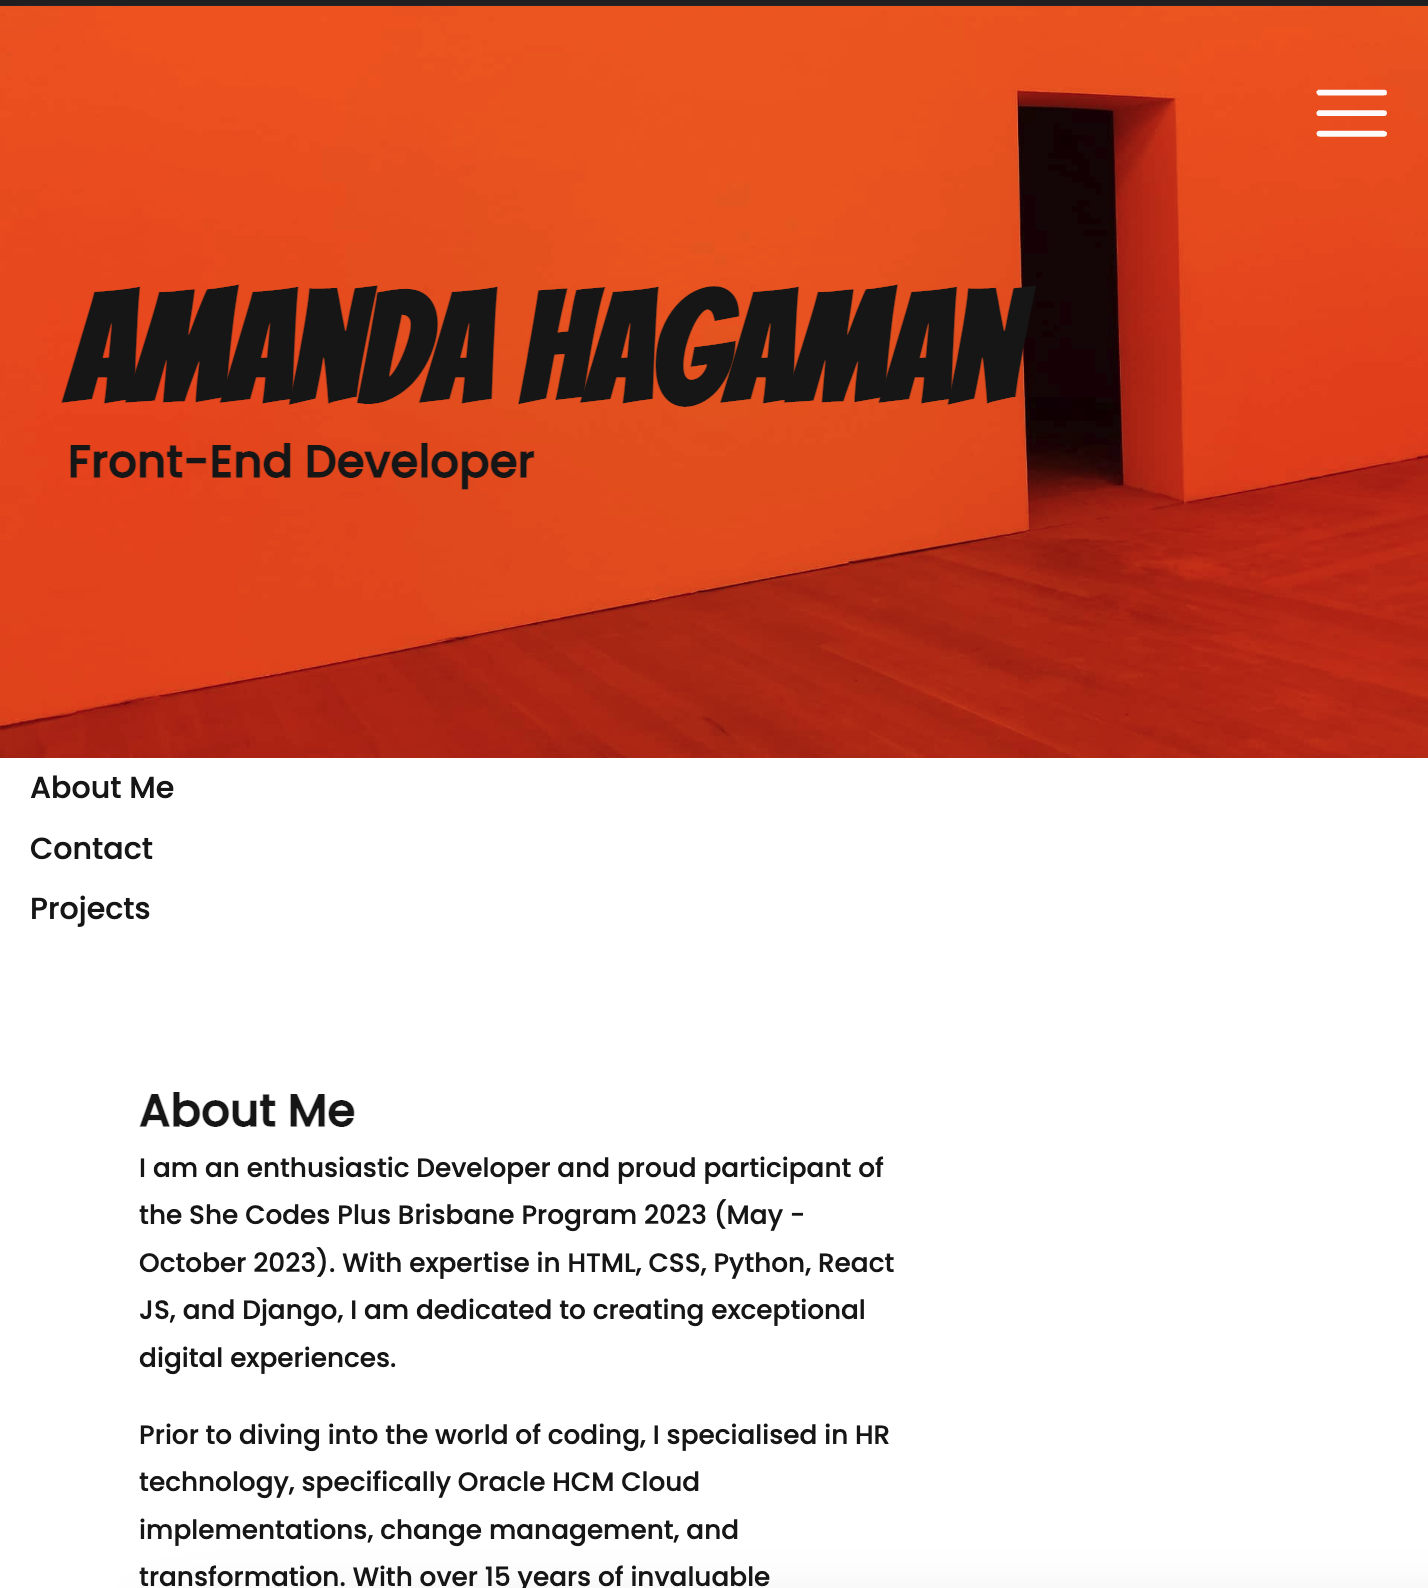 AMANDA HAGAMAN
Front-End Developer
About Me
Contact
Projects
About Me
I am an enthusiastic Developer and proud participant of
the She Codes Plus Brisbane Program 2023 (May -
October 2023). With expertise in HTML, CSS, Python, React
JS, and Django, I am dedicated to creating exceptional
digital experiences.
Prior to diving into the world of coding, I specialised in HR
technology, specifically Oracle HCM Cloud
implementations, change management, and
transformation. With over 15 years of invaluable